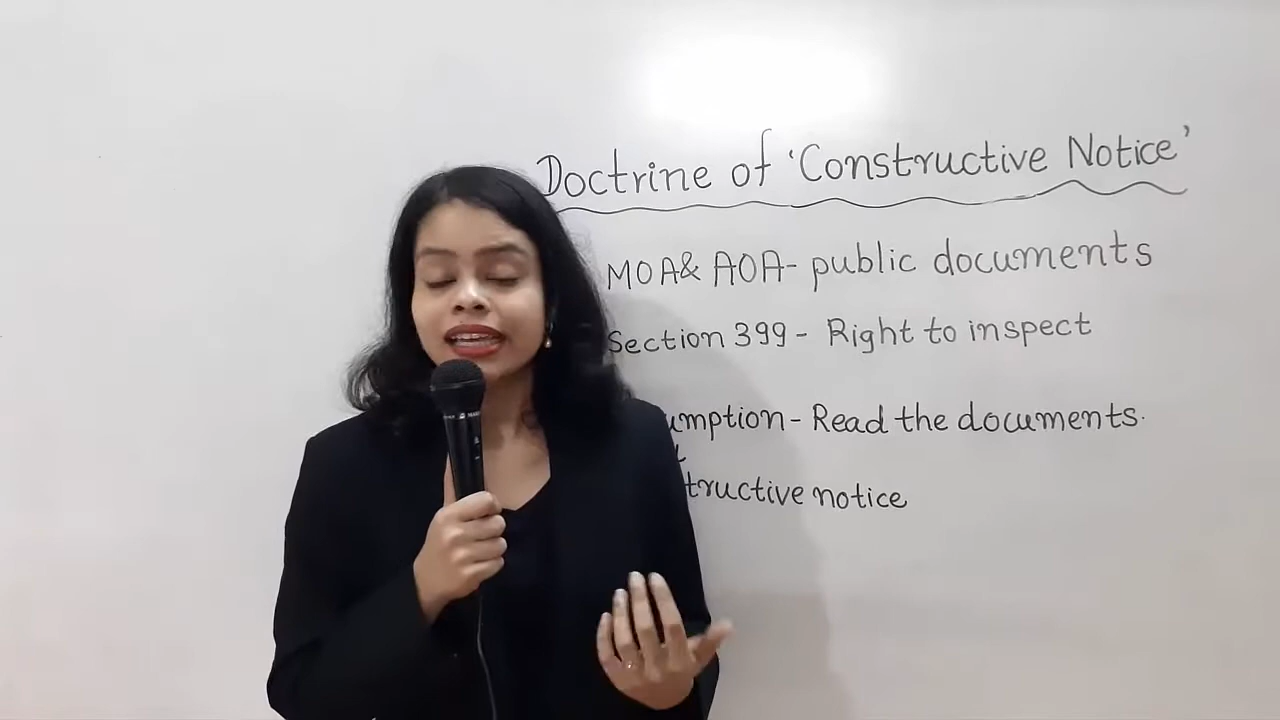 Doctrine of 'Constructive Notice'
MOA & AOA- public documents
Section 399 - Right to inspect
umption - Read the documents.
tructive notice